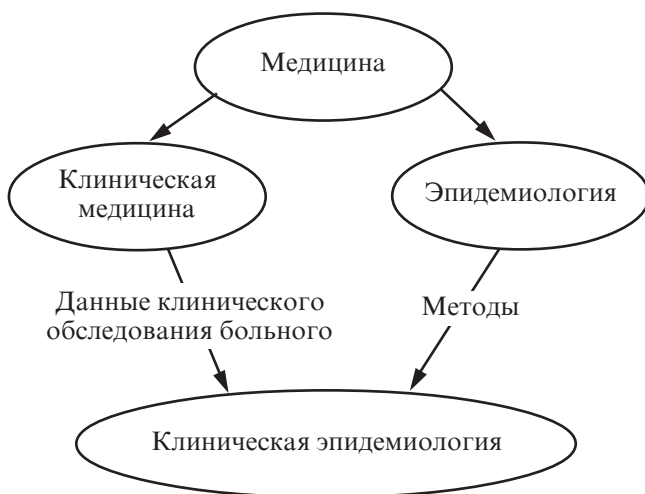 Медицина
Клиническая
медицина
Эпидемиология
Данные клинического
обследования больного
Методы
Клиническая эпидемиология